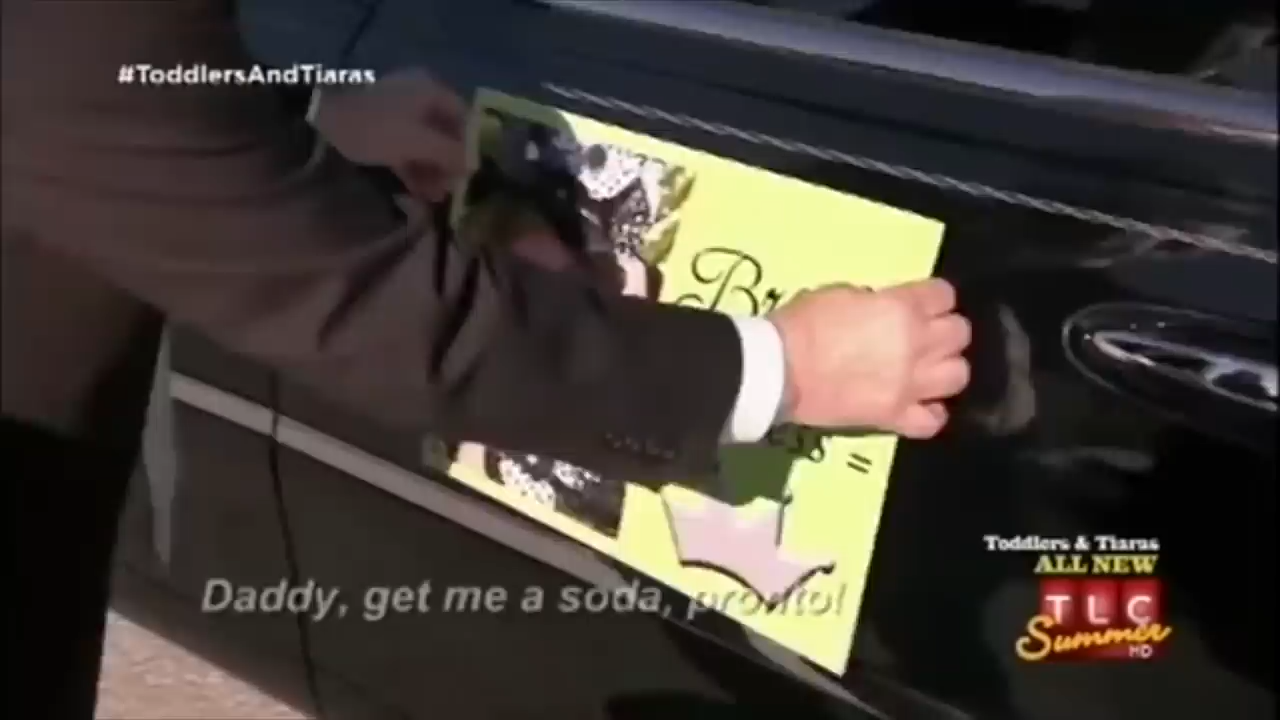 #ToddlersAndTiaras
Toddlers & Tiaras
ALL NEW
TLC
Summer
HD
Daddy, get me a soda, pronto!